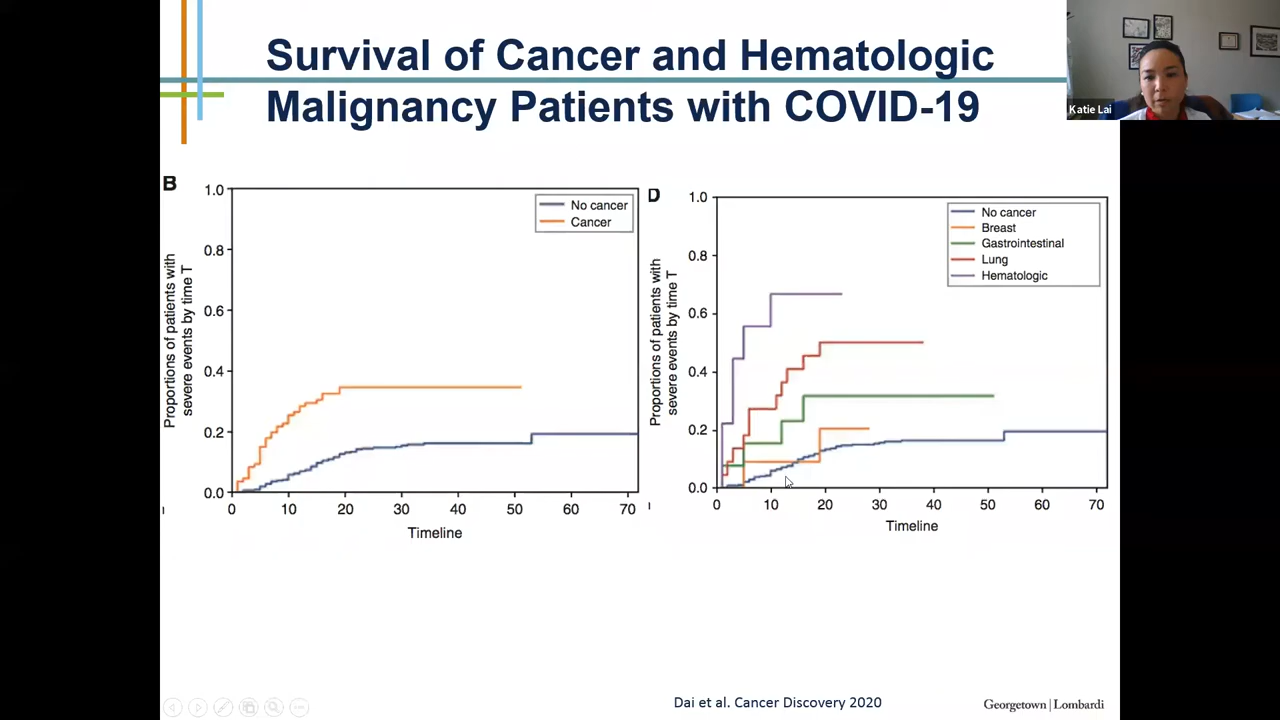 Survival of Cancer and Hematologic
Malignancy Patients with COVID-19
Katie Lai
B
Proportions of patients with
severe events by time T
1.0
0.8
0.6
0.4
0.2
0.0
No cancer
Cancer
0 10 20 30 40 50 60 70
Timeline
D
Proportions of patients with
severe events by time T
1.0
0.8
0.6
0.4
0.2
0.0
No cancer
Breast
Gastrointestinal
Lung
Hematologic
0 10 20 30 40 50 60 70
Timeline
Dai et al. Cancer Discovery 2020
Georgetown | Lombardi